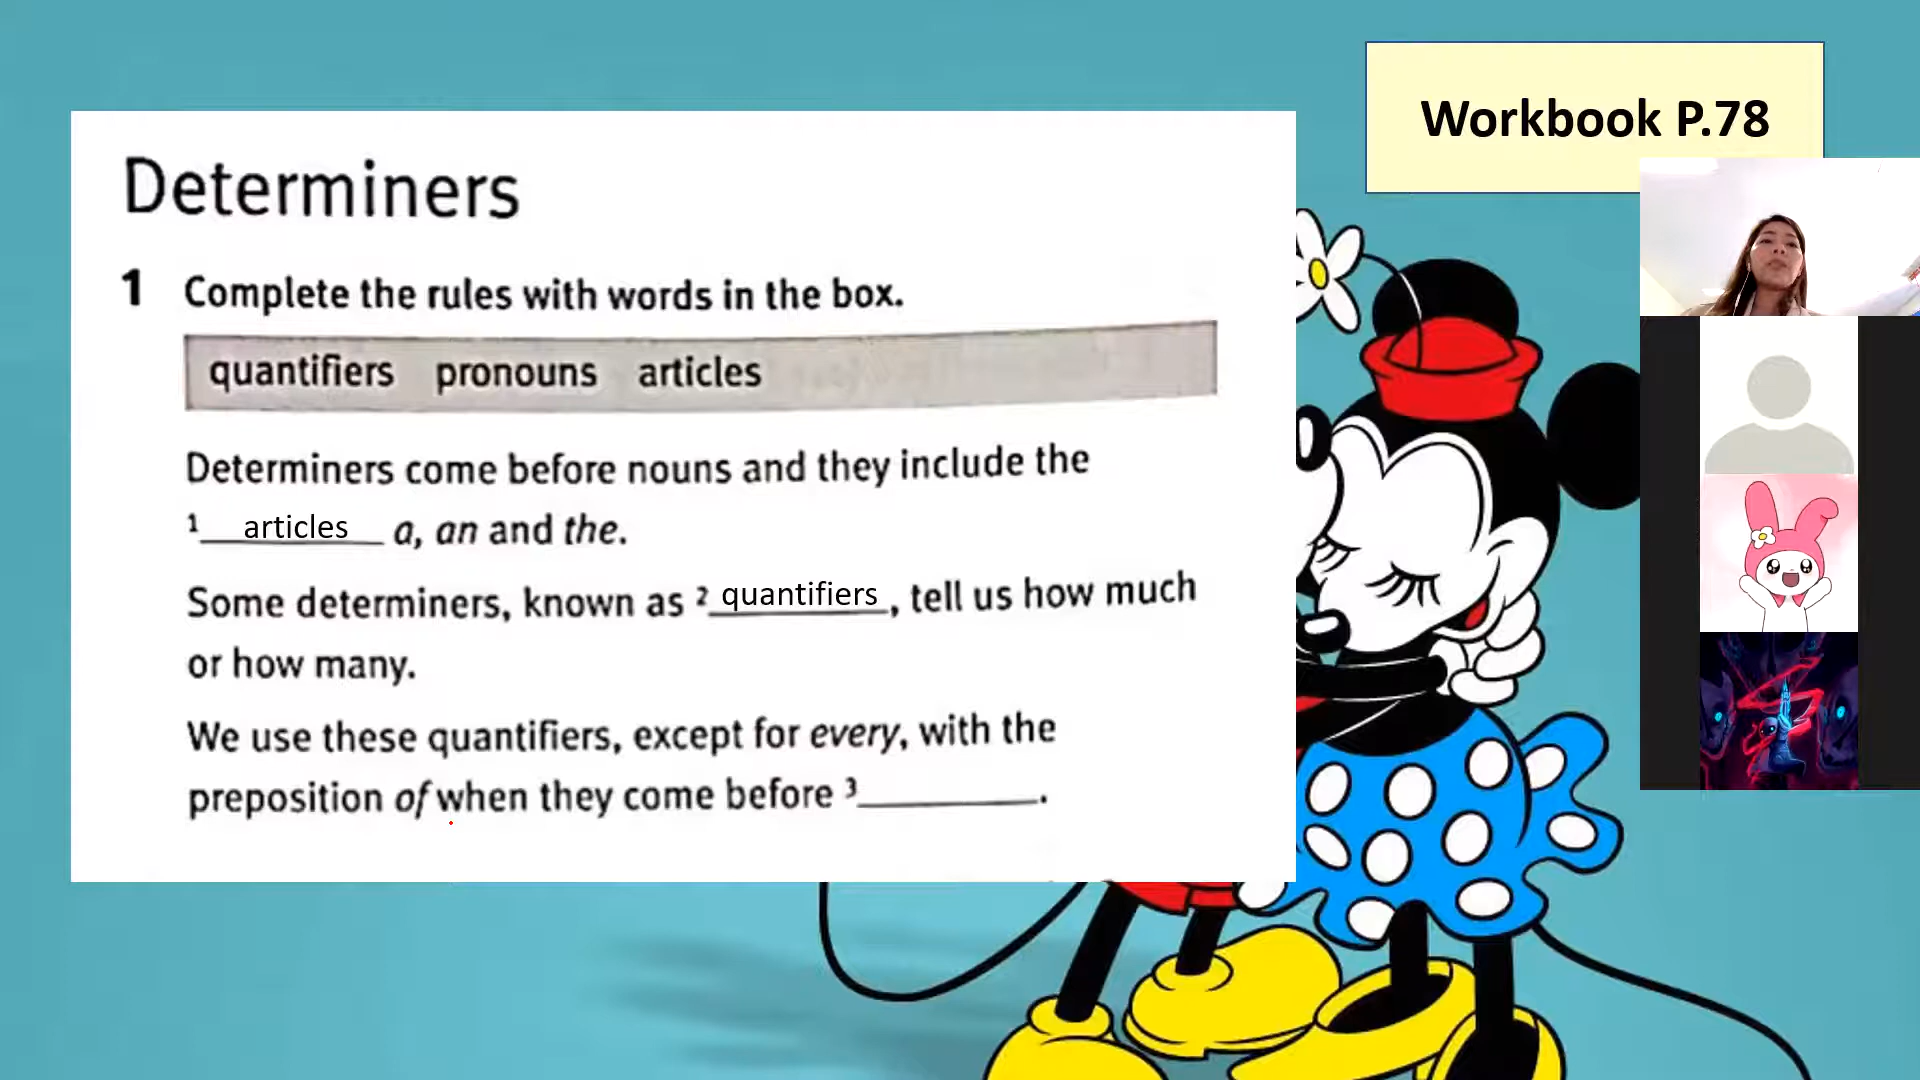 Workbook P.78
Determiners
1 Complete the rules with words in the box.
quantifiers pronouns articles
Determiners come before nouns and they include the
1 articles a, an and the.
Some determiners, known as 2 quantifiers, tell us how much
or how many.
We use these quantifiers, except for every, with the
preposition of when they come before 3__________.